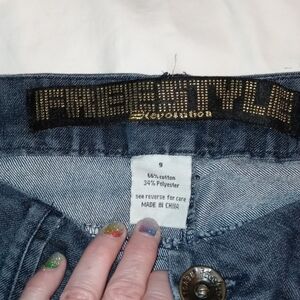 FREESTYLE
Revolution
9
66% cotton
34% Polyester
see reverse for care
MADE IN CHINA